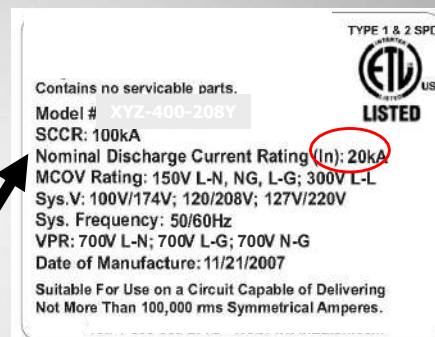 TYPE 1 & 2 SPD
INTERTEK
ETL US
LISTED
Contains no servicable parts.
Model # XYZ-400-208Y
SCCR: 100kA
Nominal Discharge Current Rating (In): 20kA
MCOV Rating: 150V L-N, NG, L-G; 300V L-L
Sys.V: 100V/174V; 120/208V; 127V/220V
Sys. Frequency: 50/60Hz
VPR: 700V L-N; 700V L-G; 700V N-G
Date of Manufacture: 11/21/2007
Suitable For Use on a Circuit Capable of Delivering
Not More Than 100,000 rms Symmetrical Amperes.